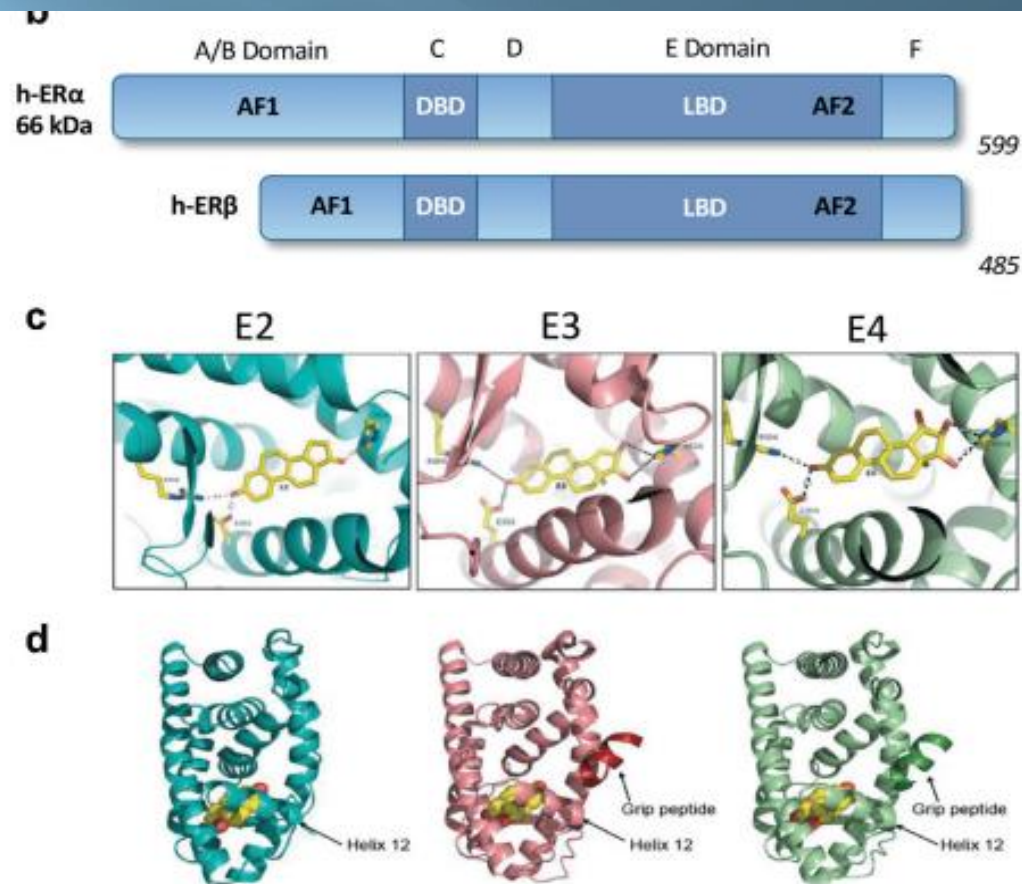 b
A/B Domain C D E Domain F
h-ERα
66 kDa
AF1 DBD LBD AF2
599
h-ERβ AF1 DBD LBD AF2
485
c
E2 E3 E4
d
Grip peptide Grip peptide
Helix 12 Helix 12 Helix 12